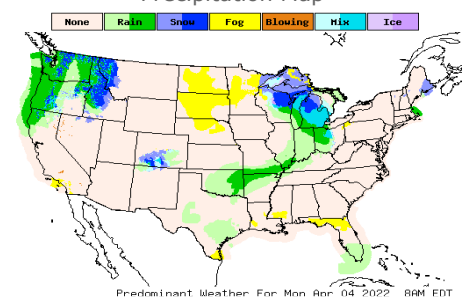 Precipitation Map
None Rain Snow Fog Blowing Mix Ice
Predominant Weather For Mon Apr 04 2022 8AM EDT